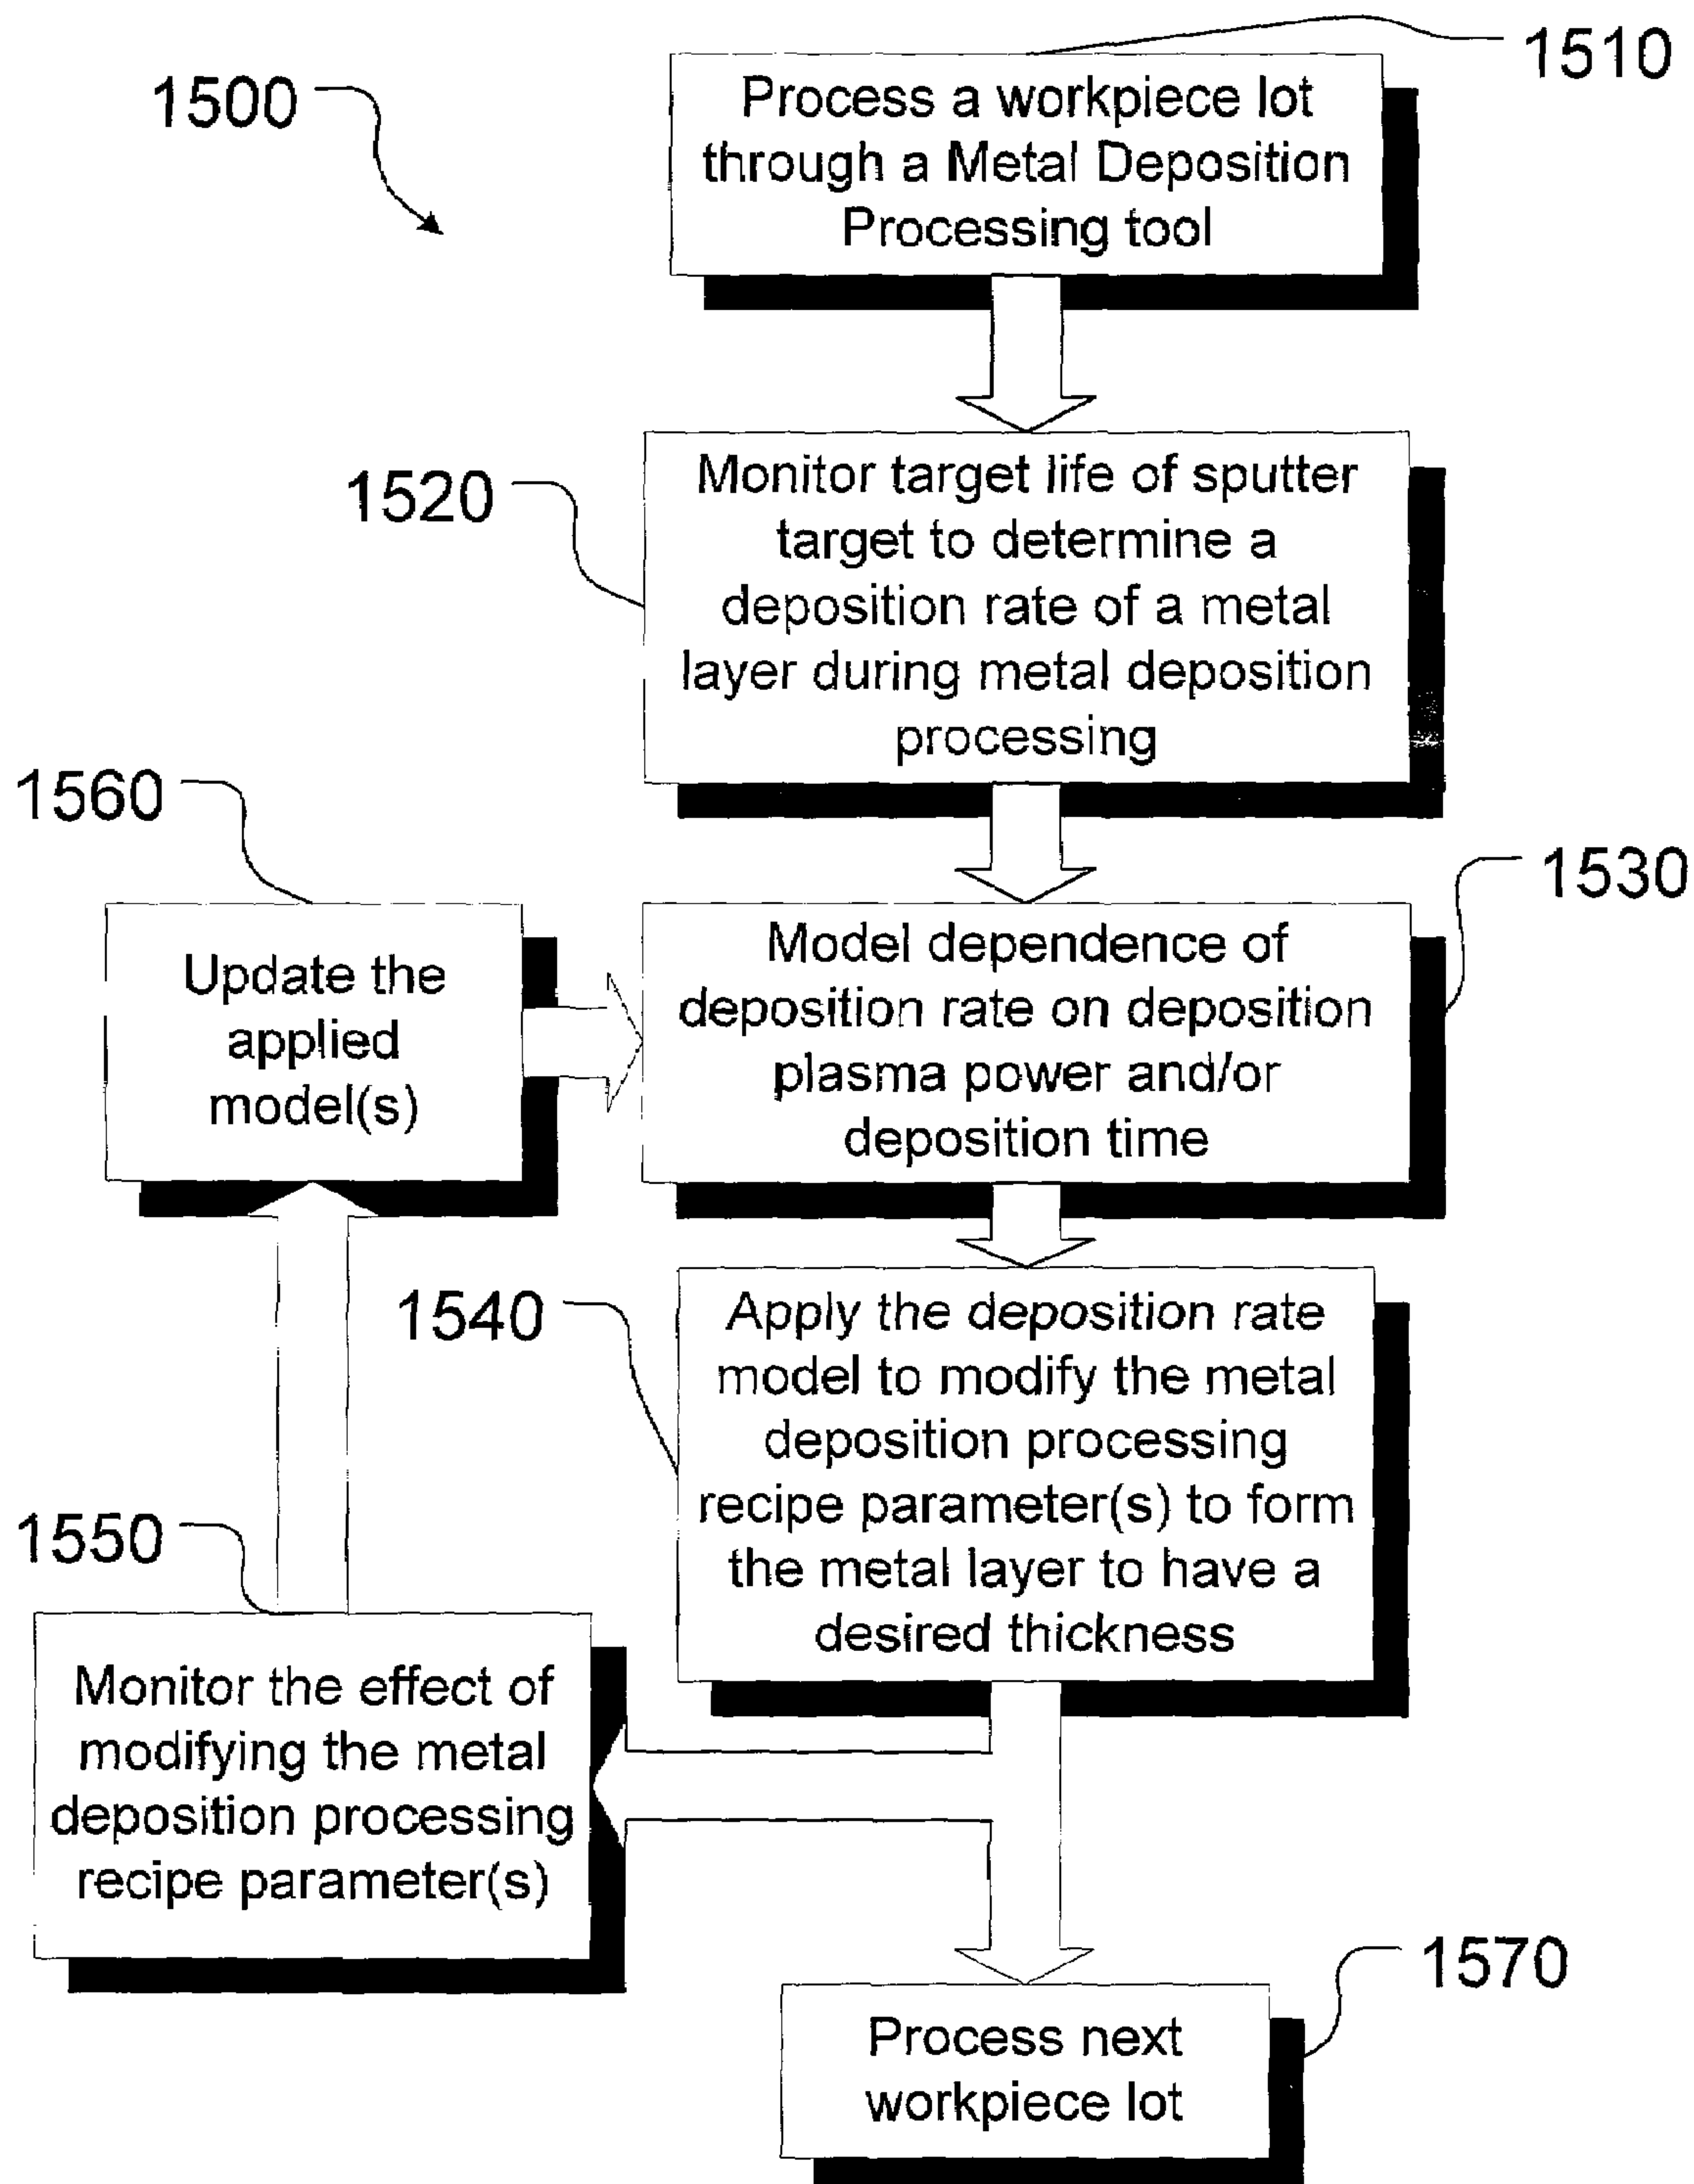 1510
1500
Process a workpiece lot
through a Metal Deposition
Processing tool
1520
Monitor target life of sputter
target to determine a
deposition rate of a metal
layer during metal deposition
processing
1560
1530
Update the
applied
model(s)
Model dependence of
deposition rate on deposition
plasma power and/or
deposition time
1540
Apply the deposition rate
model to modify the metal
deposition processing
recipe parameter(s) to form
the metal layer to have a
desired thickness
1550
Monitor the effect of
modifying the metal
deposition processing
recipe parameter(s)
1570
Process next
workpiece lot